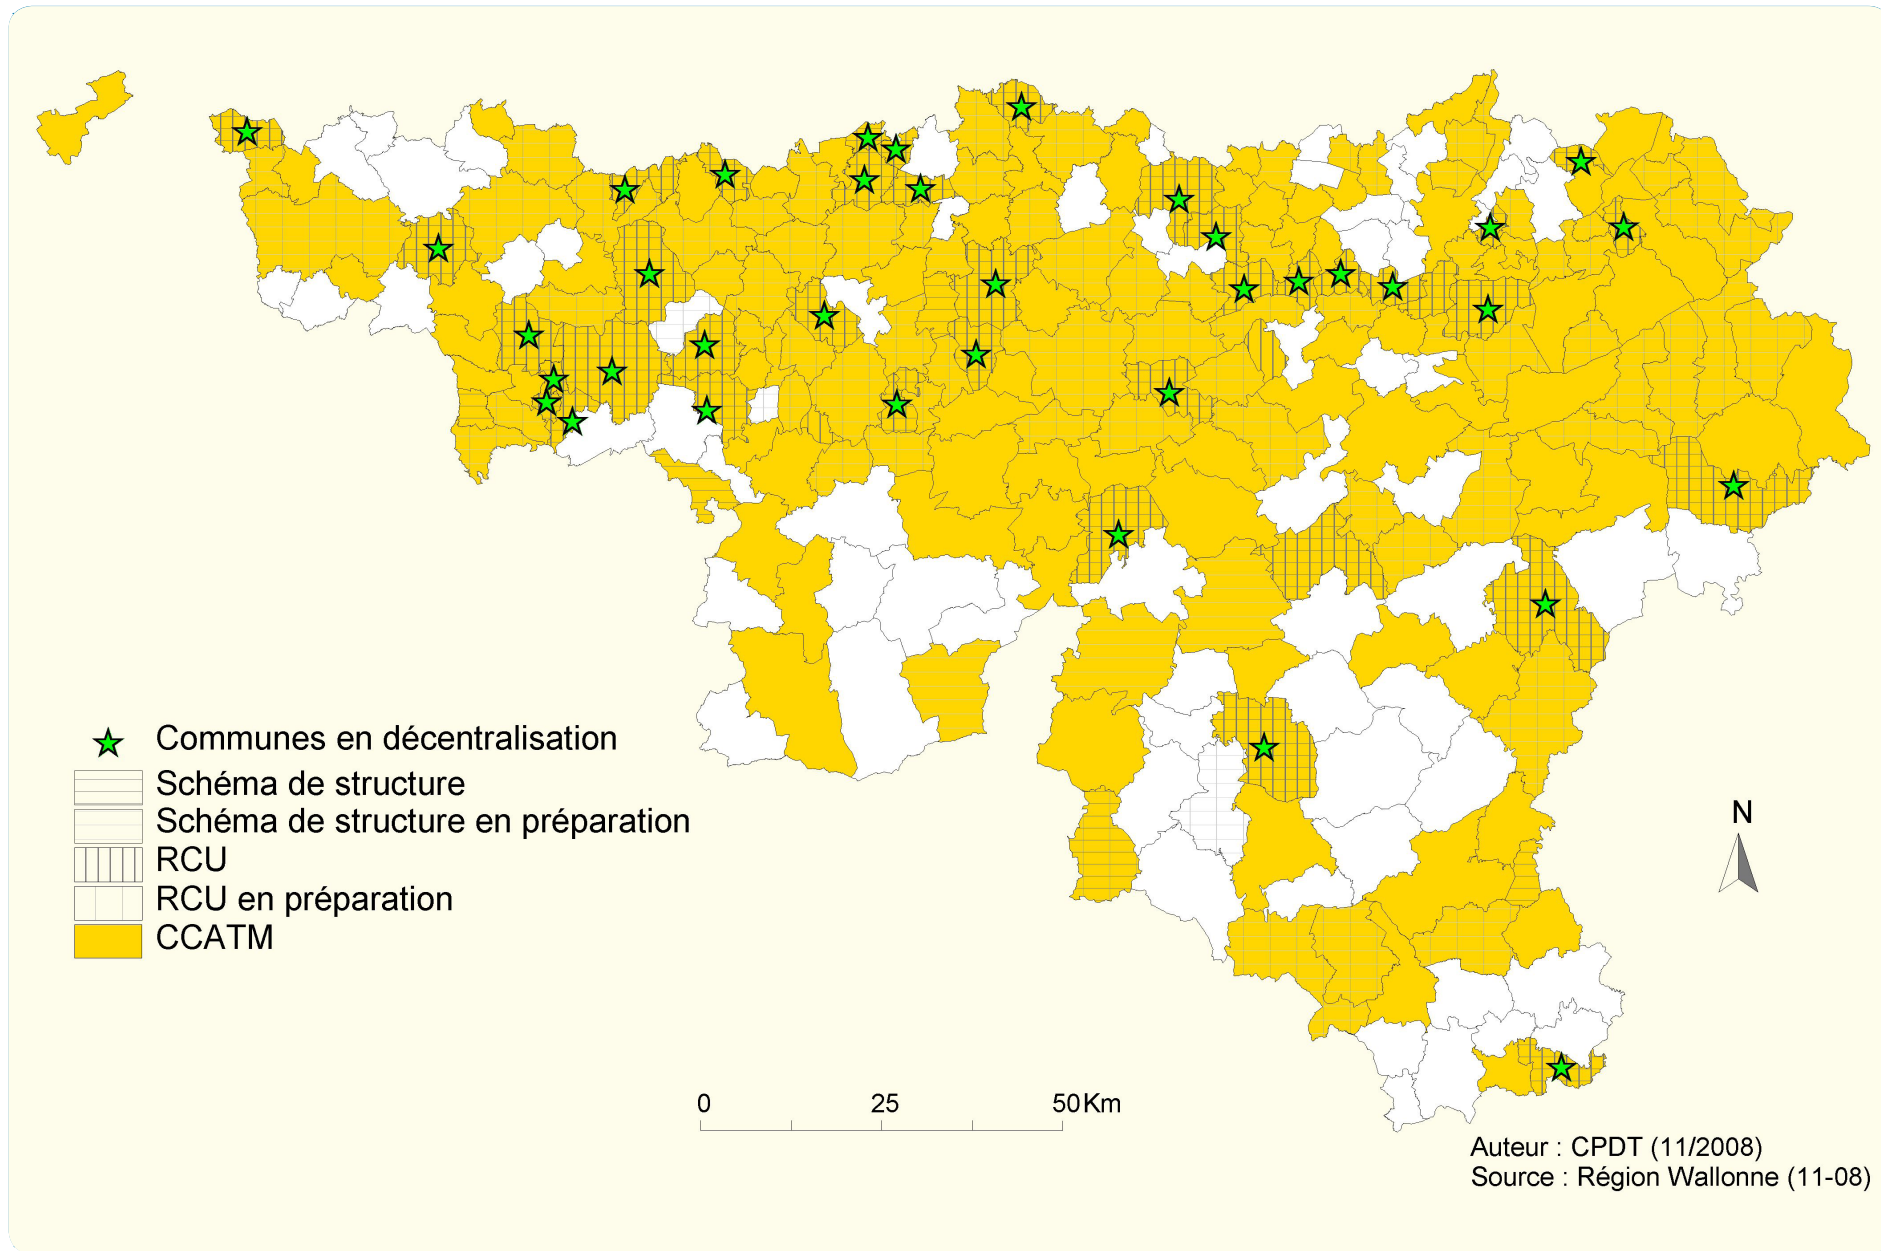 Communes en décentralisation
Schéma de structure
Schéma de structure en préparation
RCU
RCU en préparation
CCATM
N
0 25 50Km
Auteur : CPDT (11/2008)
Source : Région Wallonne (11-08)